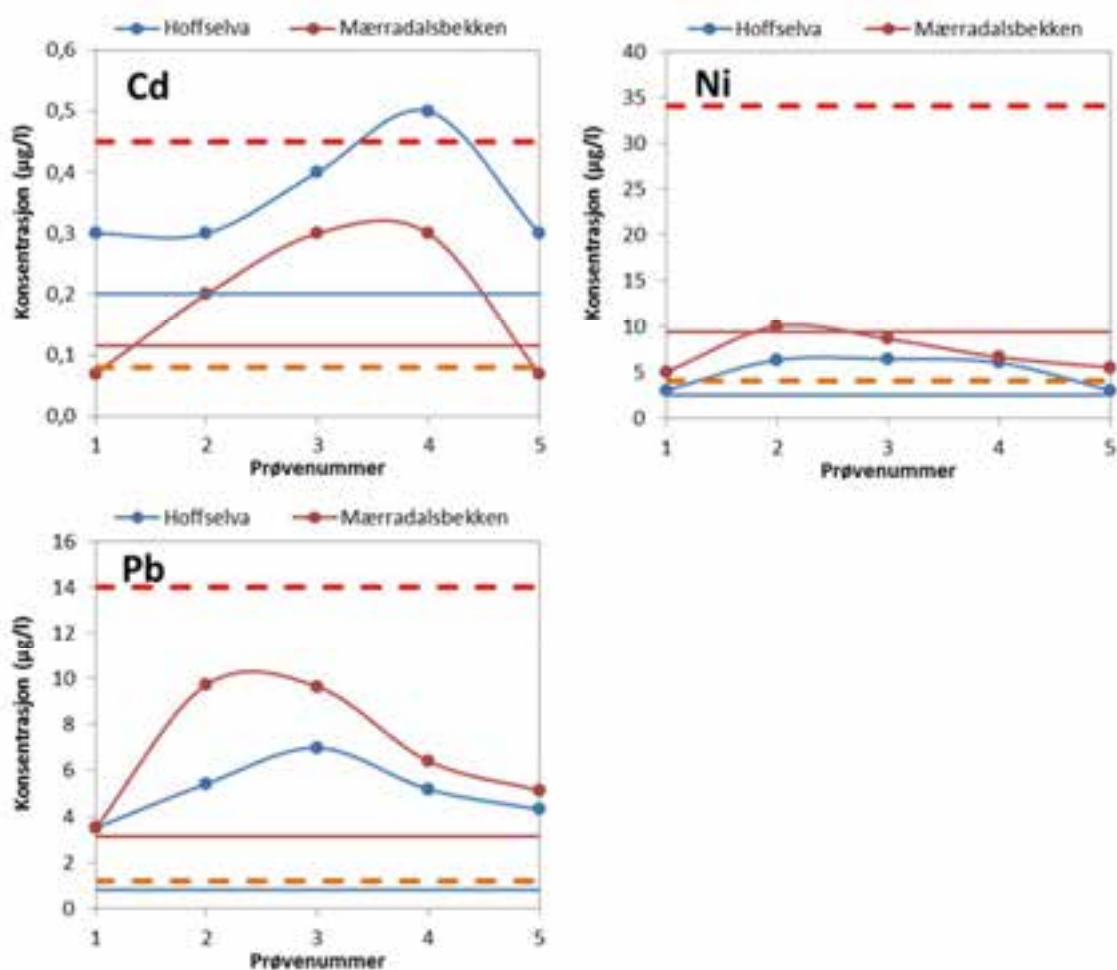 Hoffselva Mærradalsbekken
Cd
Konsentrasjon (µg/l)
0,6
0,5
0,4
0,3
0,2
0,1
0,0
1 2 3 4 5
Prøvenummer
Hoffselva Mærradalsbekken
Ni
Konsentrasjon (µg/l)
40
35
30
25
20
15
10
5
0
1 2 3 4 5
Prøvenummer
Hoffselva Mærradalsbekken
Pb
Konsentrasjon (µg/l)
16
14
12
10
8
6
4
2
0
1 2 3 4 5
Prøvenummer